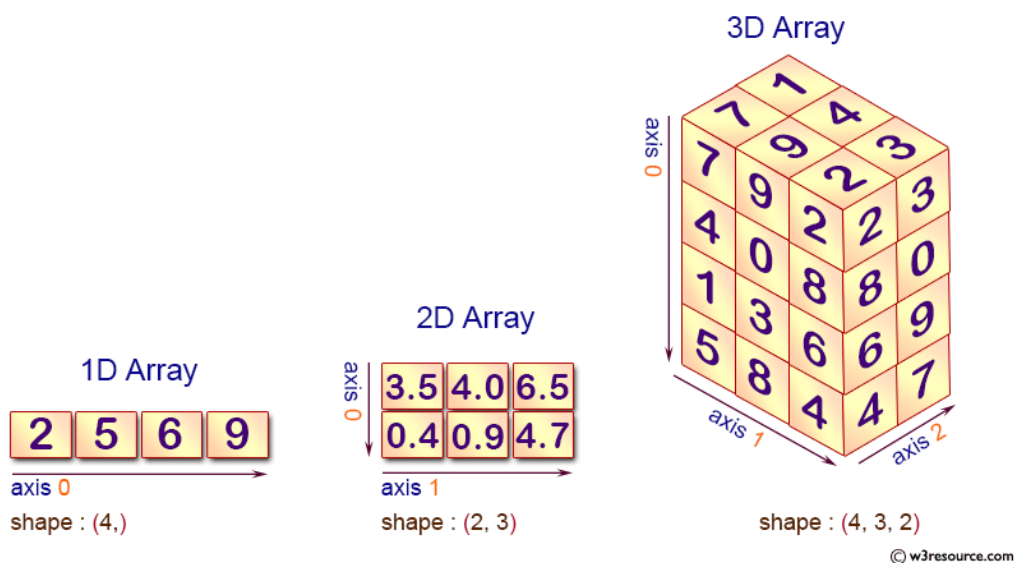 1D Array
2 5 6 9
axis 0
shape : (4,)
2D Array
axis 0
3.5 4.0 6.5
0.4 0.9 4.7
axis 1
shape : (2, 3)
3D Array
1
7 4
9 3
2
axis 0
7 9 2 2 3
4 0 8 8 0
1 3 6 6 9
5 8 4 4 7
axis 1
axis 2
shape : (4, 3, 2)
© w3resource.com